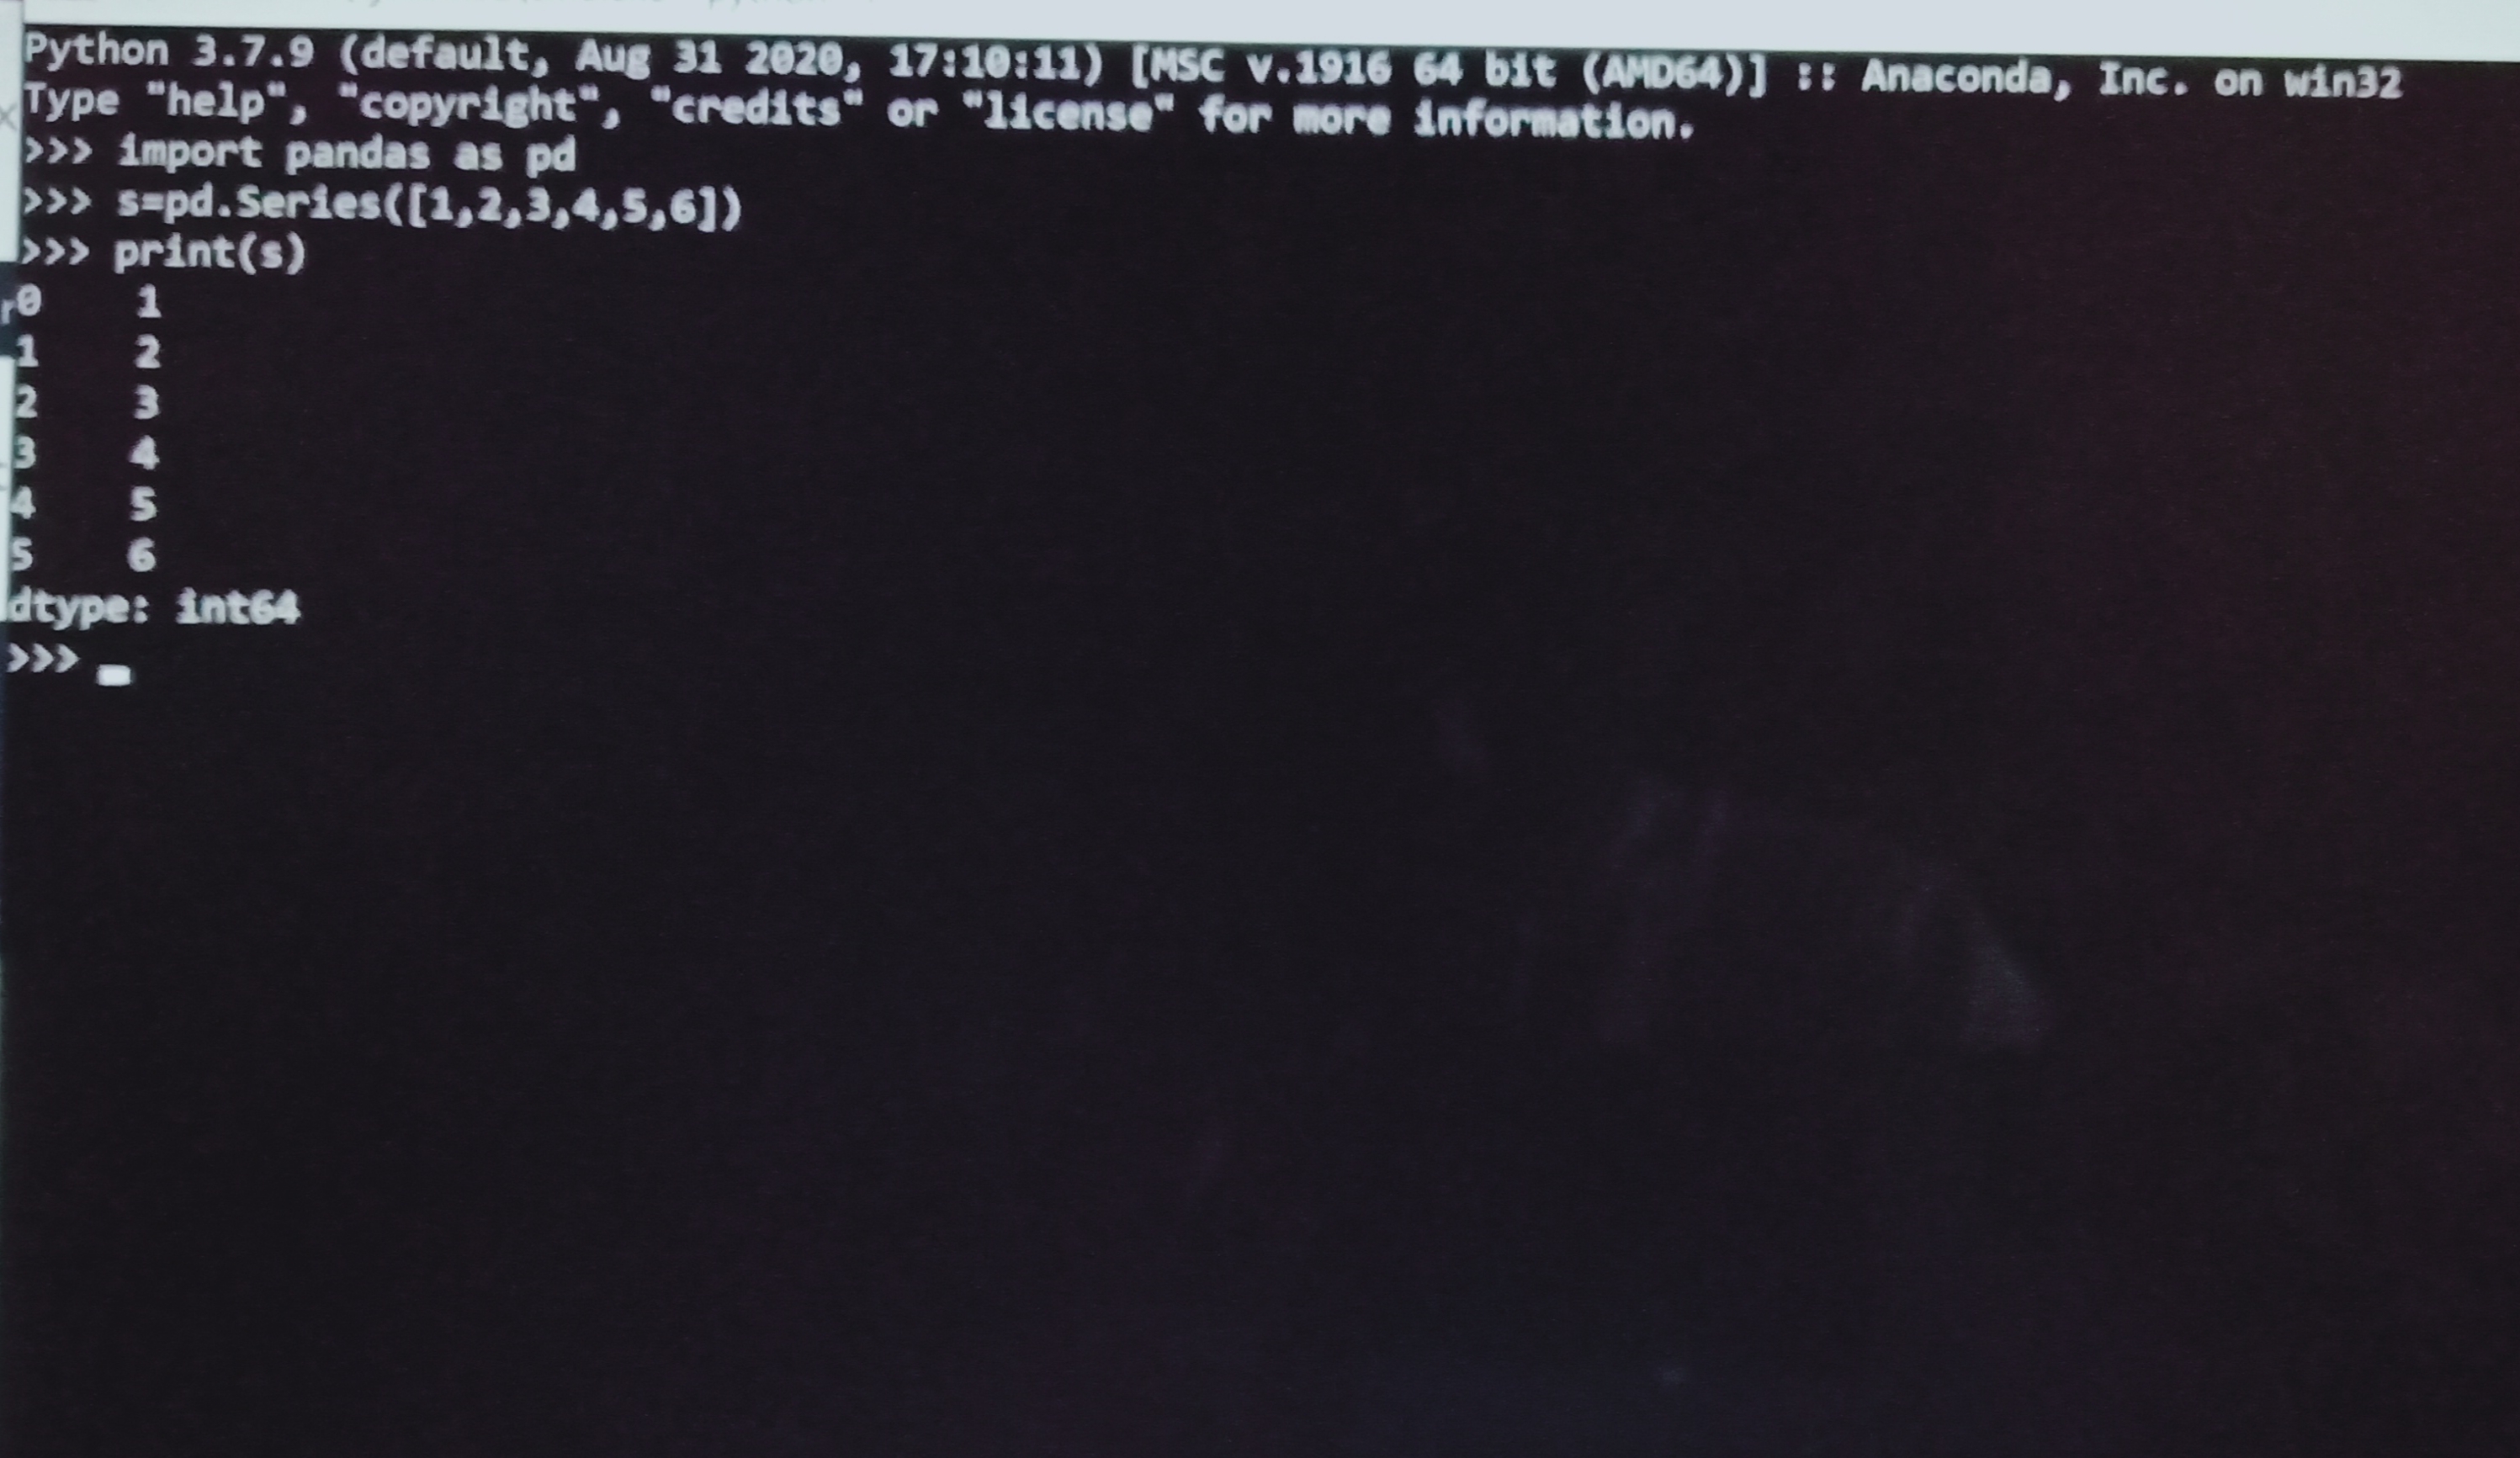 Python 3.7.9 (default, Aug 31 2020, 17:10:11) [MSC v.1916 64 bit (AMD64)] :: Anaconda, Inc. on win32
Type "help", "copyright", "credits" or "license" for more information.
>>> import pandas as pd
>>> s=pd.Series([1,2,3,4,5,6])
>>> print(s)
0    1
1    2
2    3
3    4
4    5
5    6
dtype: int64
>>>